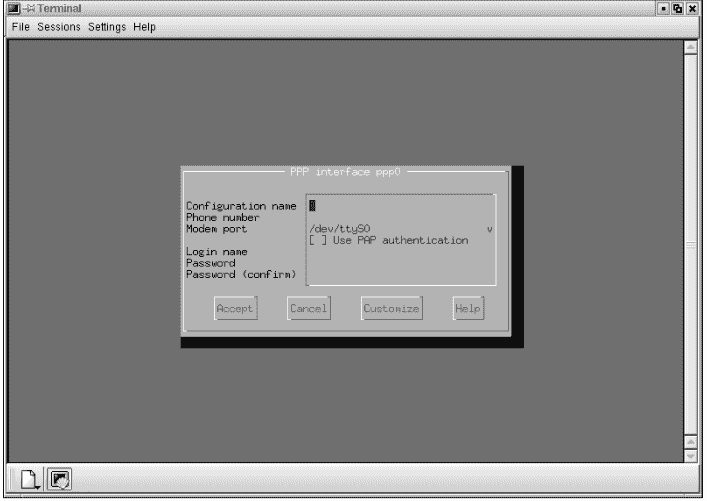 Terminal
File Sessions Settings Help
PPP interface ppp0
Configuration name
Phone number
Modem port /dev/ttyS0 v
[ ] Use PAP authentication
Login name
Password
Password (confirm)
Accept Cancel Customize Help